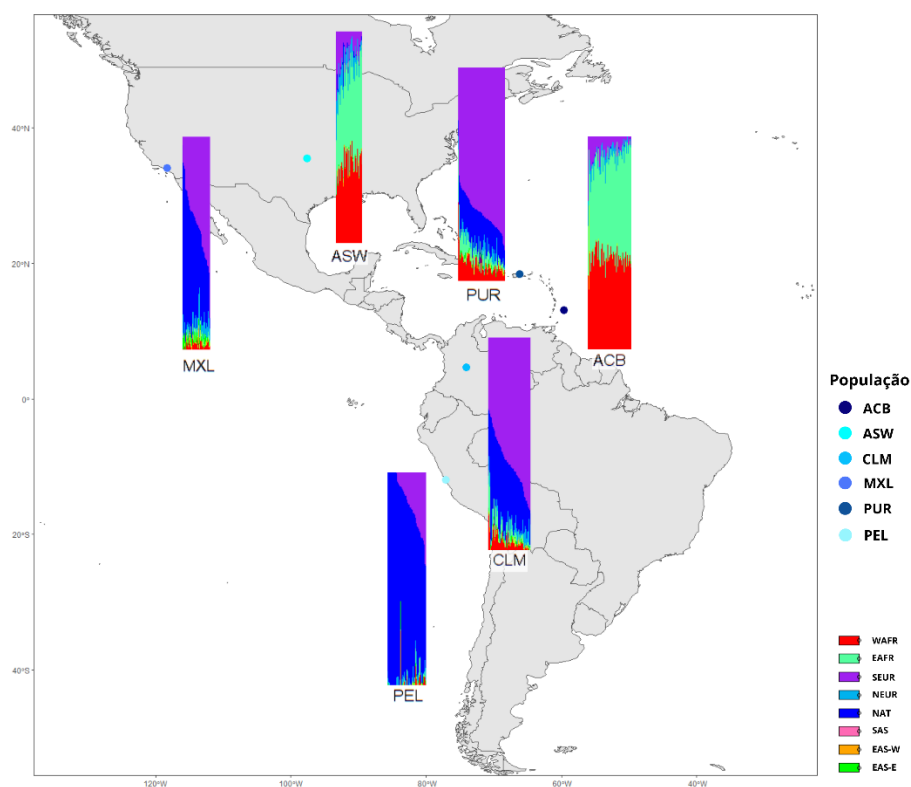 ASW
40°N
MXL
20°N
PUR
ACB
0°
20°S
CLM
40°S
PEL
120°W
100°W
80°W
60°W
40°W
População
ACB
ASW
CLM
MXL
PUR
PEL
WAFR
EAFR
SEUR
NEUR
NAT
SAS
EAS-W
EAS-E